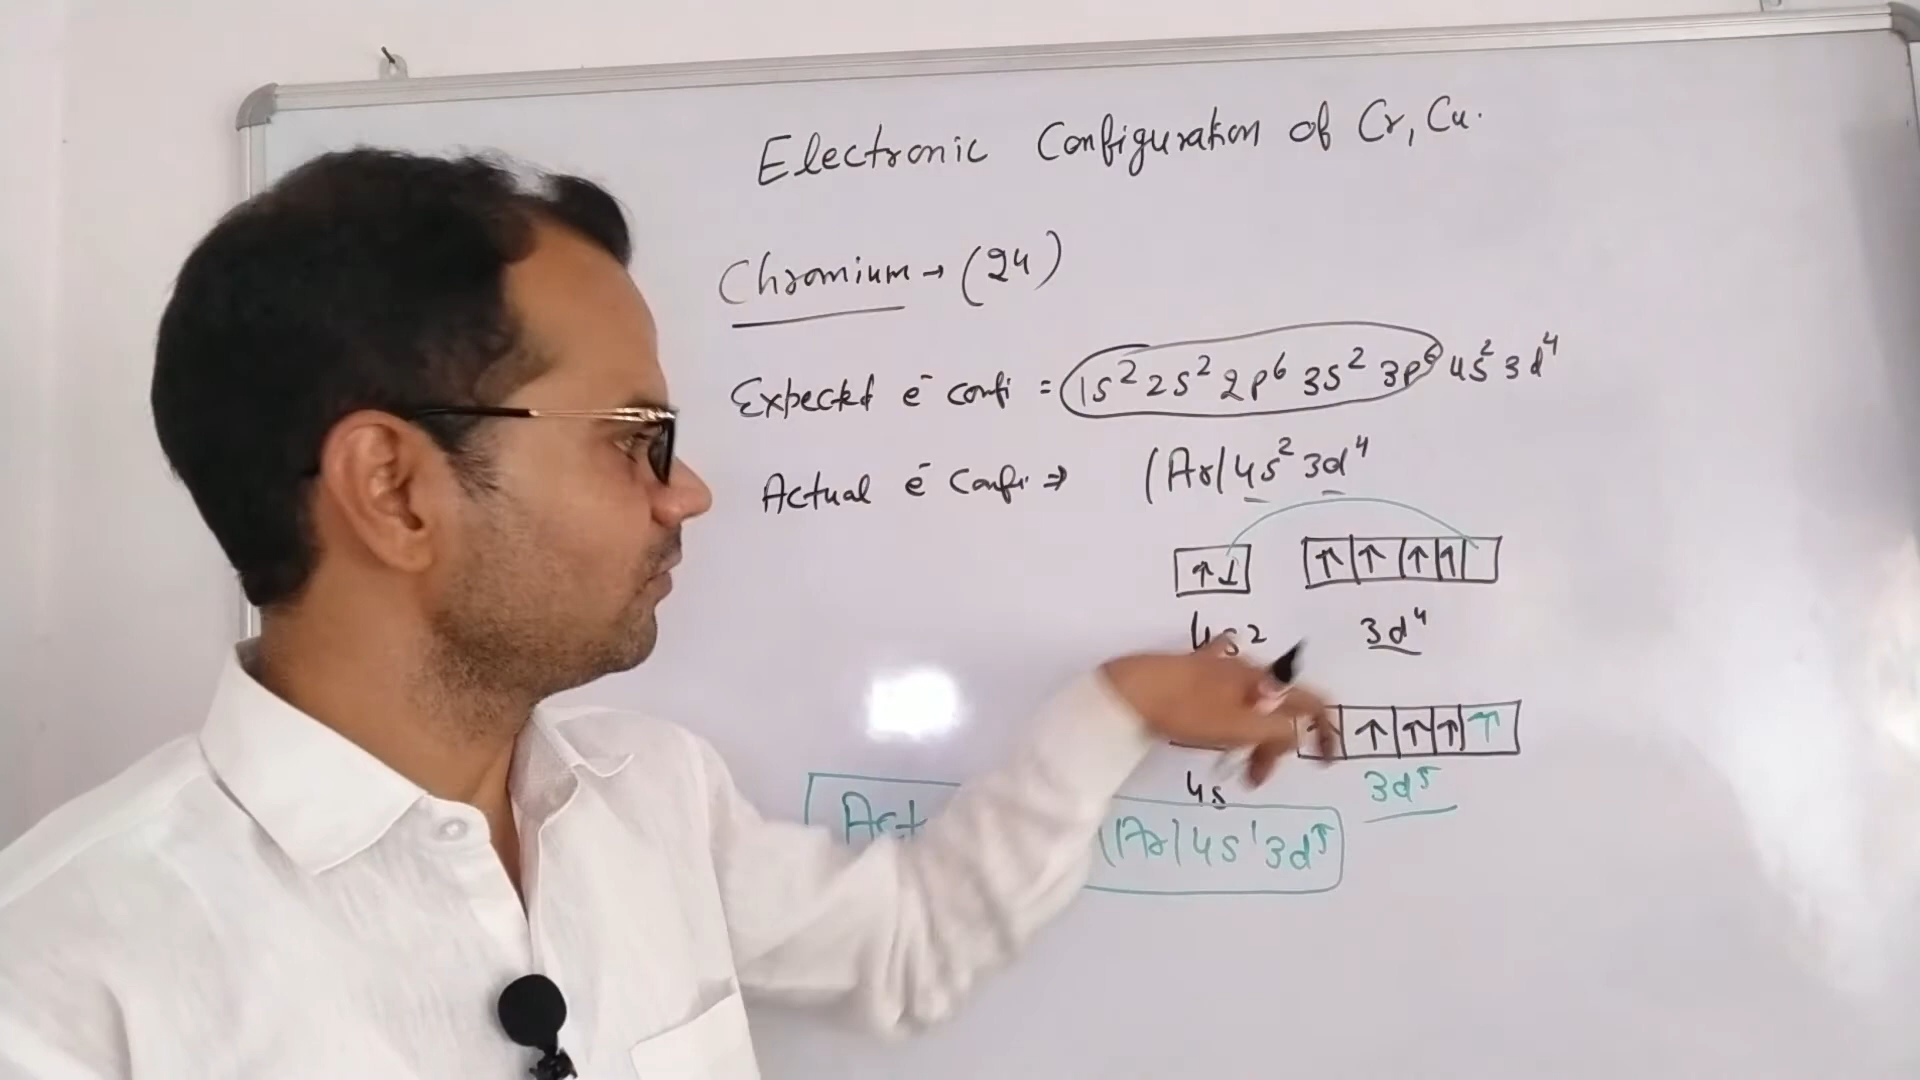 Electronic Configuration of Cr, Cu.
Chromium → (24)
Expected e⁻ confi = 1s² 2s² 2p⁶ 3s² 3p⁶ 4s² 3d⁴
Actual e⁻ Confi ⇒ (Ar) 4s² 3d⁴
↑↓ ↑ ↑ ↑ ↑
4s² 3d⁴
↑ ↑ ↑ ↑
4s 3d⁵
(Ar) 4s¹ 3d⁵